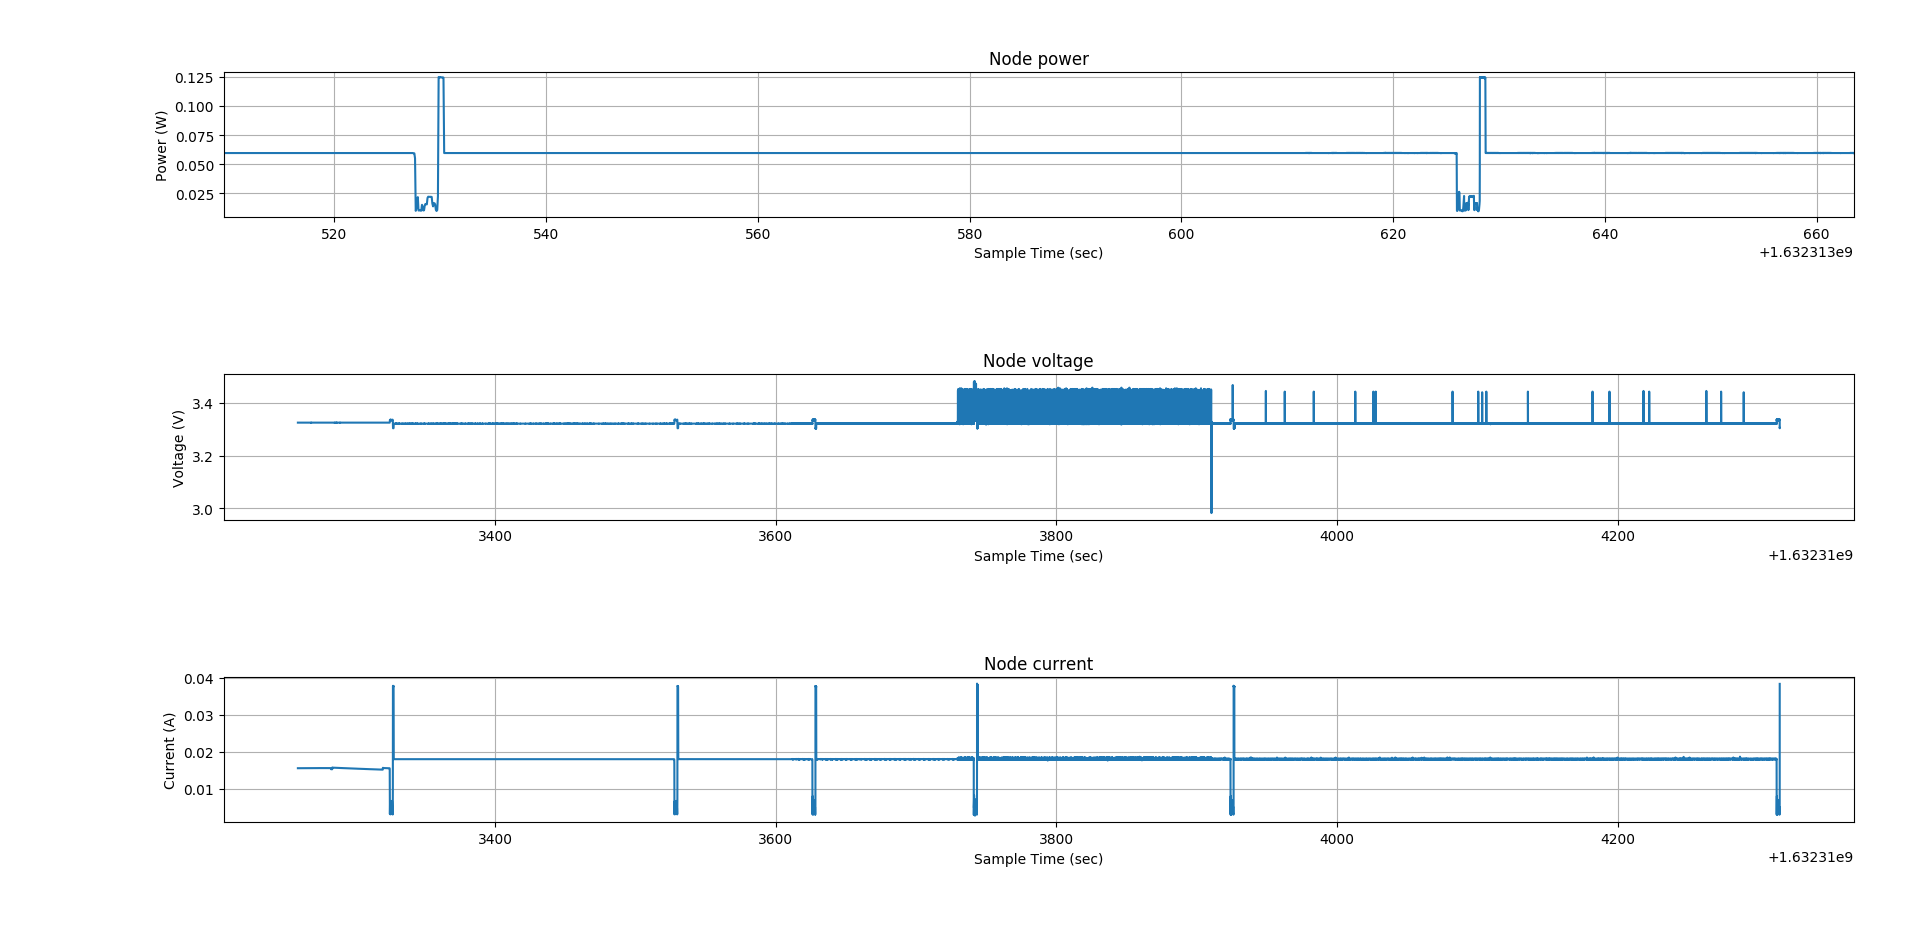 Node power
0.125
0.100
0.075
0.050
0.025
Power (W)
520 540 560 580 600 620 640 660
Sample Time (sec)
+1.632313e9
Node voltage
3.4
3.2
3.0
Voltage (V)
3400 3600 3800 4000 4200
Sample Time (sec)
+1.63231e9
Node current
0.04
0.03
0.02
0.01
Current (A)
3400 3600 3800 4000 4200
Sample Time (sec)
+1.63231e9